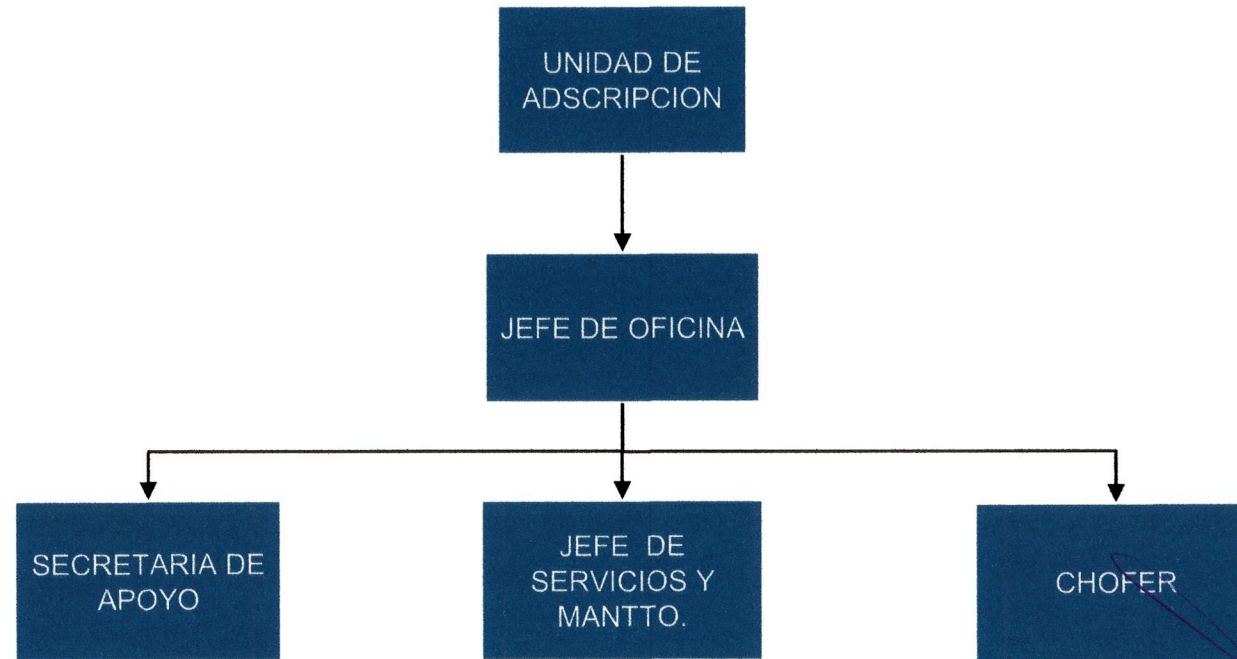 UNIDAD DE
ADSCRIPCION
JEFE DE OFICINA
SECRETARIA DE
APOYO
JEFE DE
SERVICIOS Y
MANTTO.
CHOFER